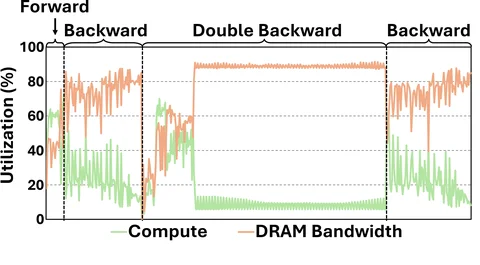 Forward
Backward Double Backward Backward
Utilization (%)
100
80
60
40
20
0
Compute DRAM Bandwidth